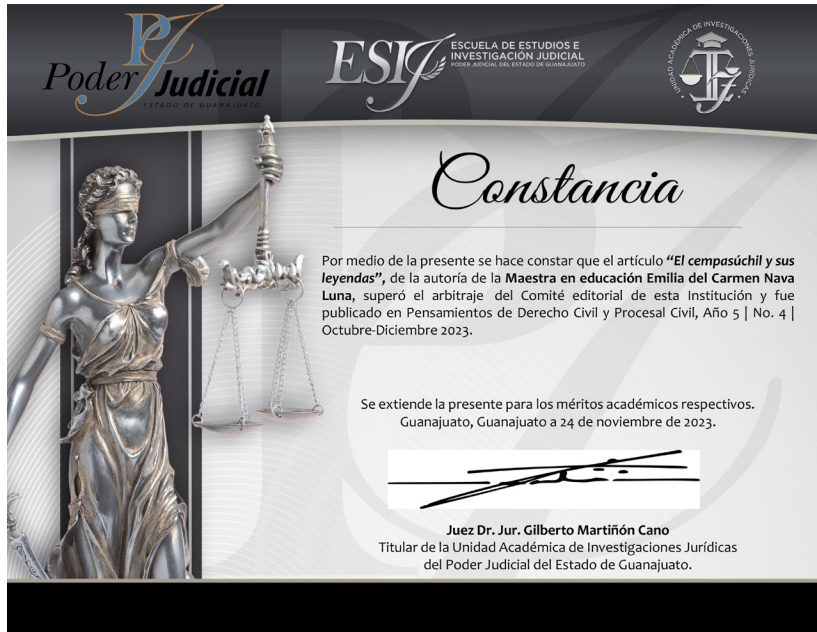 Poder Judicial
ESTADO DE GUANAJUATO
ESIJ
ESCUELA DE ESTUDIOS E
INVESTIGACIÓN JUDICIAL
PODER JUDICIAL DEL ESTADO DE GUANAJUATO
UNIDAD ACADÉMICA DE INVESTIGACIONES JURÍDICAS
Constancia
Por medio de la presente se hace constar que el artículo “El cempasúchil y sus
leyendas”, de la autoría de la Maestra en educación Emilia del Carmen Nava
Luna, superó el arbitraje del Comité editorial de esta Institución y fue
publicado en Pensamientos de Derecho Civil y Procesal Civil, Año 5 | No. 4 |
Octubre-Diciembre 2023.
Se extiende la presente para los méritos académicos respectivos.
Guanajuato, Guanajuato a 24 de noviembre de 2023.
Juez Dr. Jur. Gilberto Martiñón Cano
Titular de la Unidad Académica de Investigaciones Jurídicas
del Poder Judicial del Estado de Guanajuato.